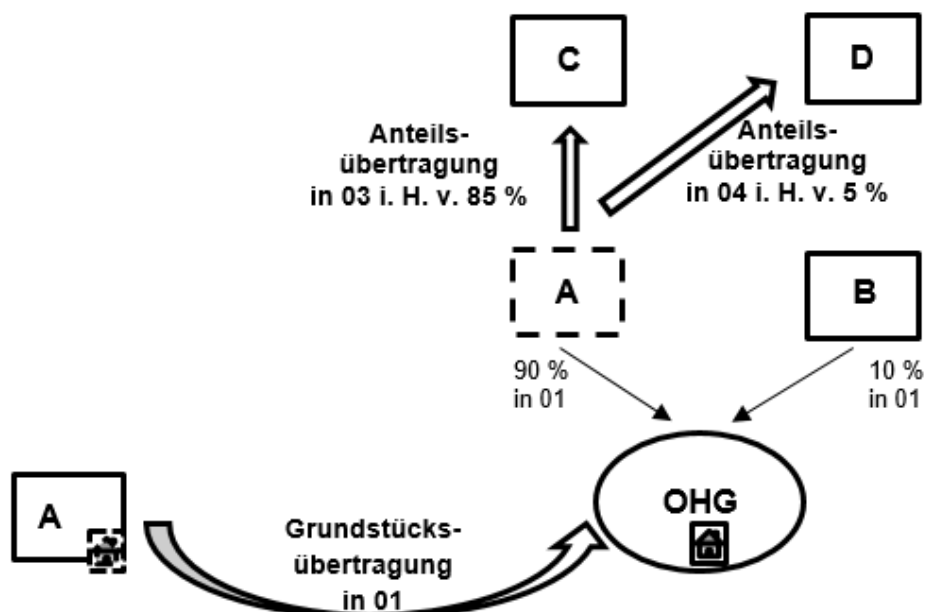 C
D
Anteils-
übertragung
in 03 i. H. v. 85 %
Anteils-
übertragung
in 04 i. H. v. 5 %
A
B
90 %
in 01
10 %
in 01
A
OHG
Grundstücks-
übertragung
in 01